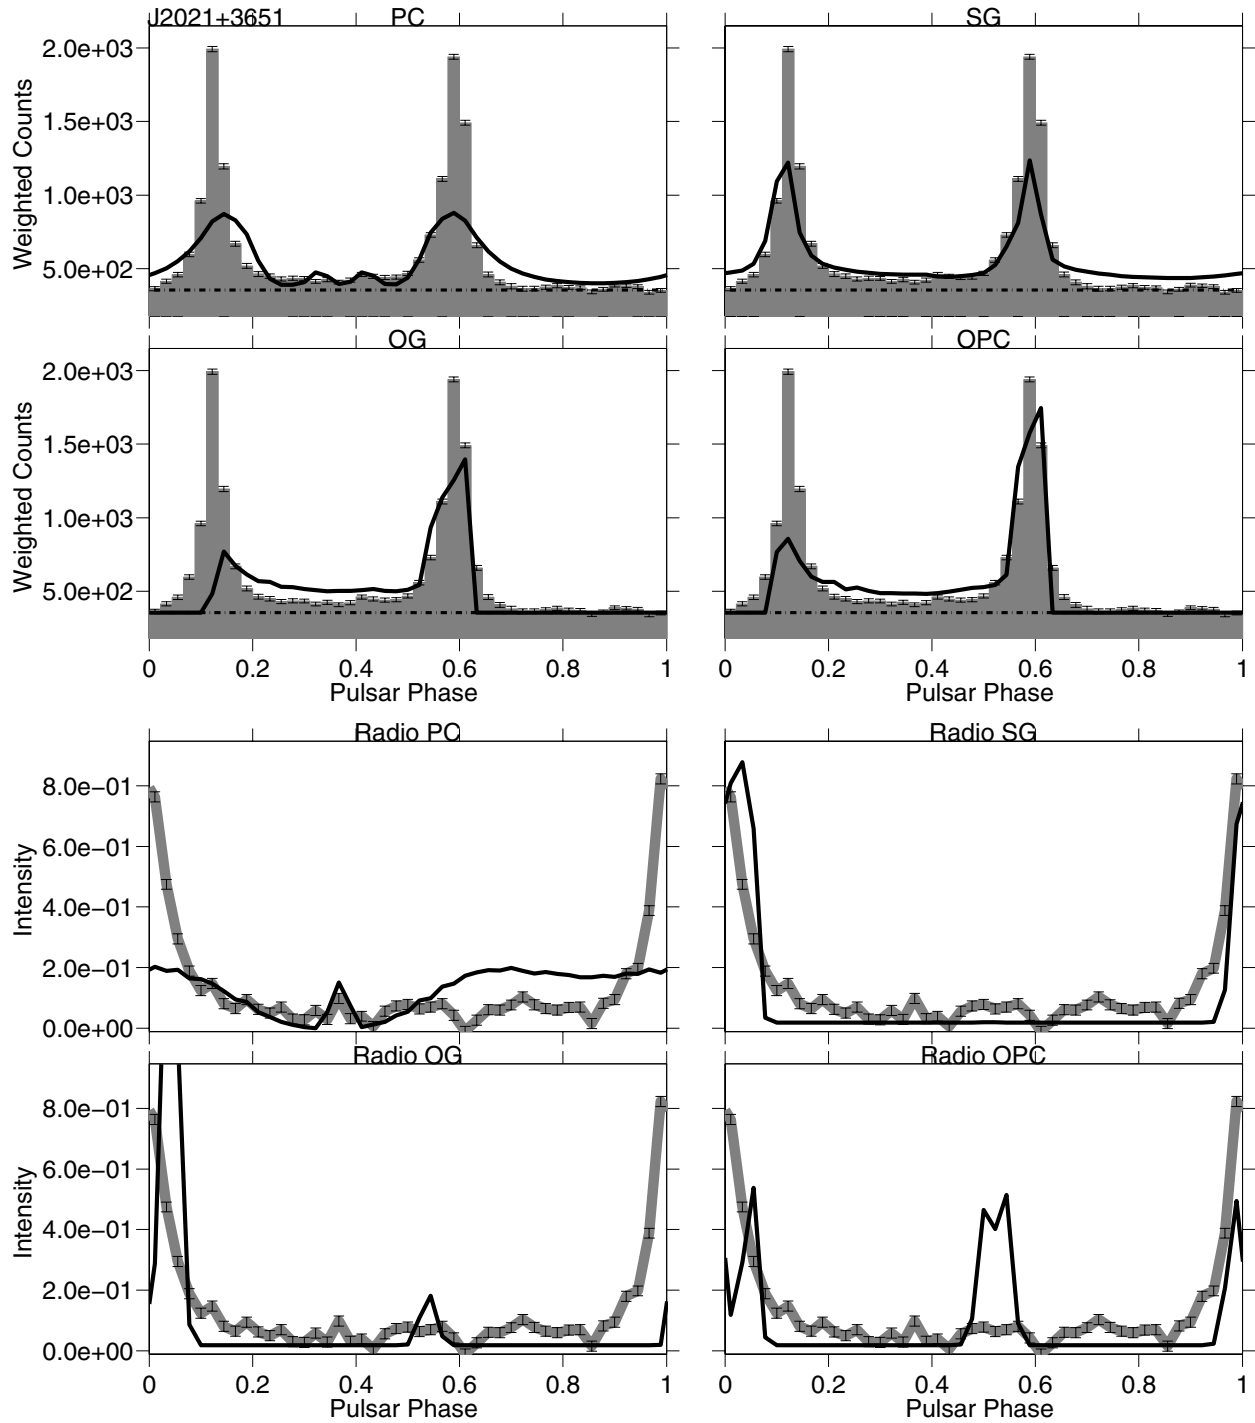 J2021+3651 PC SG
Weighted Counts
2.0e+03
1.5e+03
1.0e+03
5.0e+02
OG OPC
Weighted Counts
2.0e+03
1.5e+03
1.0e+03
5.0e+02
0 0.2 0.4 0.6 0.8 1 0 0.2 0.4 0.6 0.8 1
Pulsar Phase Pulsar Phase
Radio PC Radio SG
Intensity
8.0e−01
6.0e−01
4.0e−01
2.0e−01
0.0e+00
Radio OG Radio OPC
Intensity
8.0e−01
6.0e−01
4.0e−01
2.0e−01
0.0e+00
0 0.2 0.4 0.6 0.8 1 0 0.2 0.4 0.6 0.8 1
Pulsar Phase Pulsar Phase